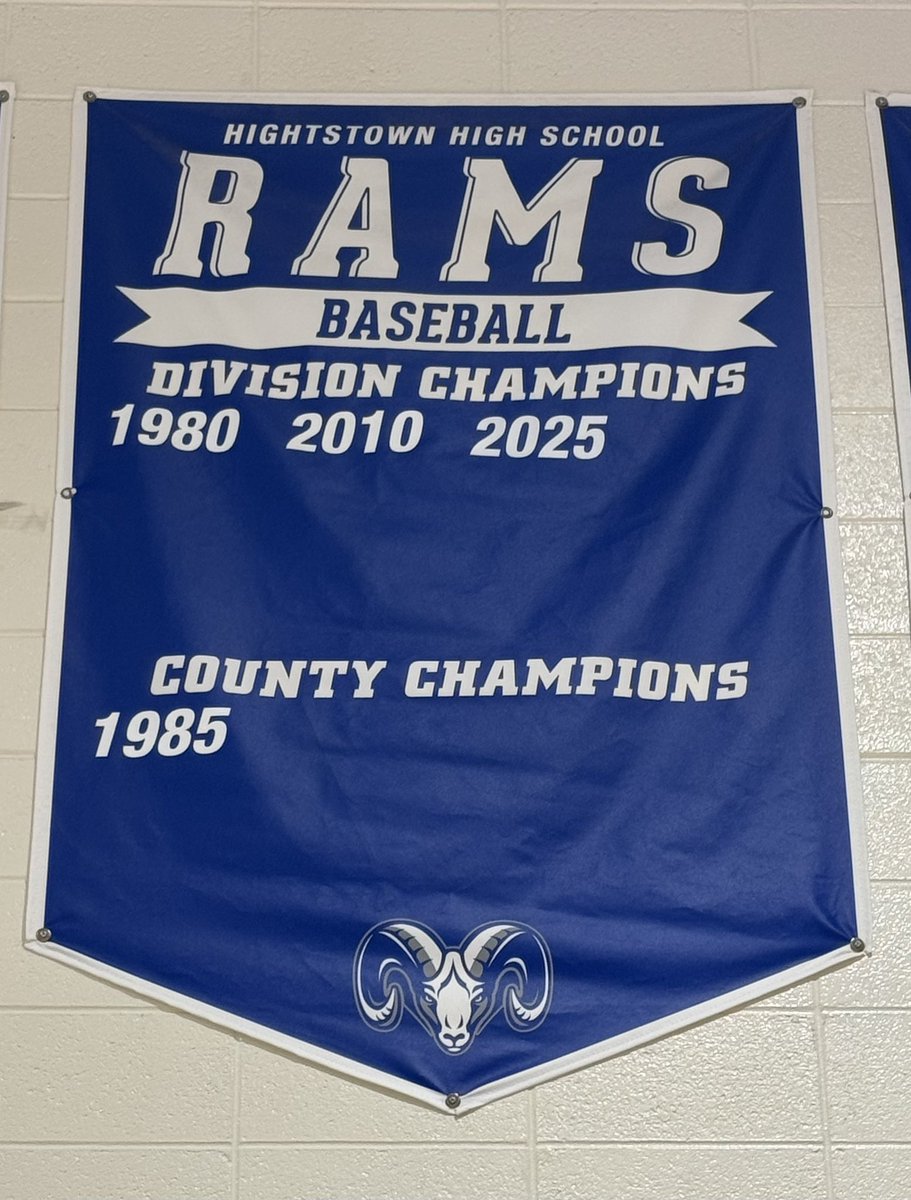 HIGHTSTOWN HIGH SCHOOL
RAMS
BASEBALL
DIVISION CHAMPIONS
1980 2010 2025
COUNTY CHAMPIONS
1985